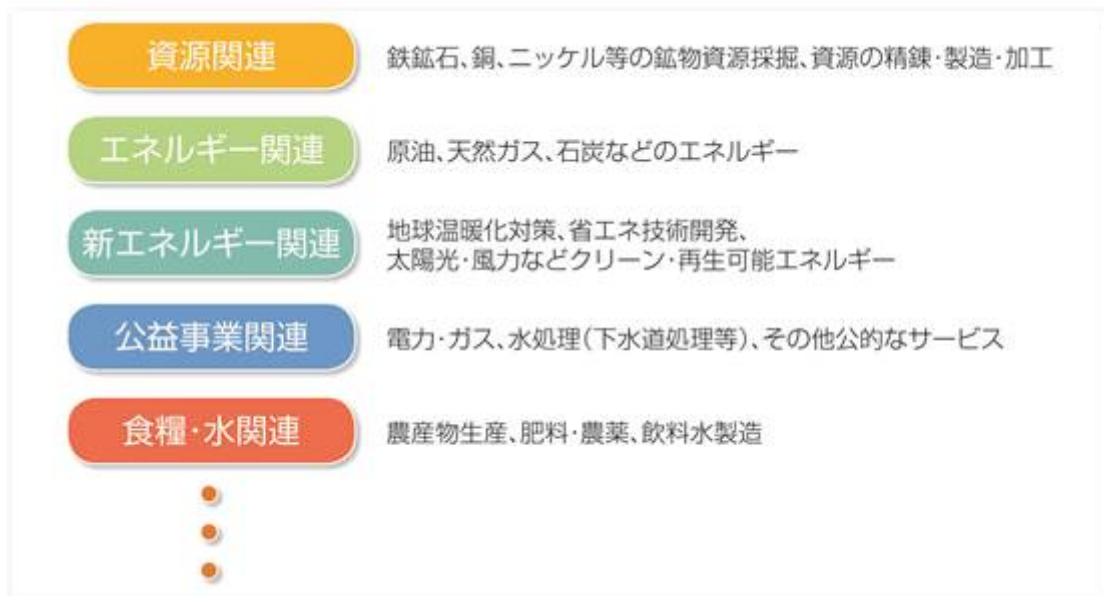 資源関連
鉄鉱石、銅、ニッケル等の鉱物資源採掘、資源の精錬・製造・加工
エネルギー関連
原油、天然ガス、石炭などのエネルギー
新エネルギー関連
地球温暖化対策、省エネ技術開発、
太陽光・風力などクリーン・再生可能エネルギー
公益事業関連
電力・ガス、水処理(下水道処理等)、その他公的なサービス
食糧・水関連
農産物生産、肥料・農薬、飲料水製造